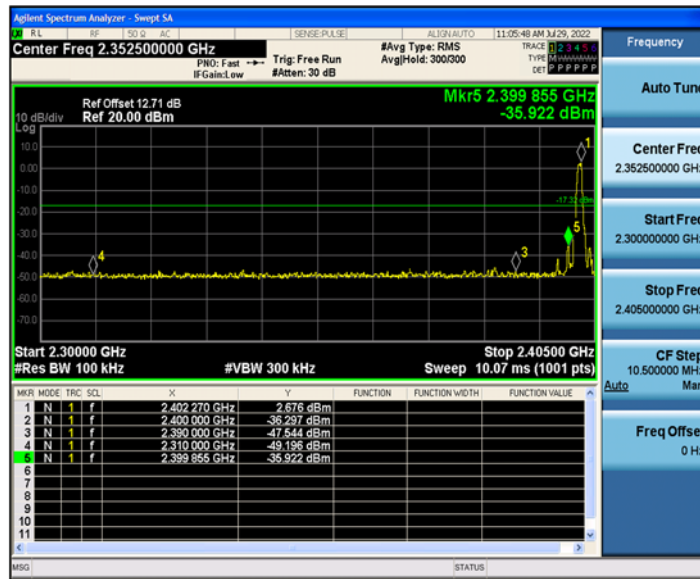 Agilent Spectrum Analyzer - Swept SA
RL RF 50 Ω AC SENSE:PULSE ALIGN AUTO 11:05:48 AM Jul 29, 2022
Center Freq 2.352500000 GHz
PNO: Fast
IFGain:Low
Trig: Free Run
#Atten: 30 dB
#Avg Type: RMS
Avg|Hold: 300/300
TRACE 1 2 3 4 5 6
TYPE M
DET P P P P P P
Frequency
Auto Tune
Center Freq
2.352500000 GHz
Start Freq
2.300000000 GHz
Stop Freq
2.405000000 GHz
CF Step
10.500000 MHz
Auto Man
Freq Offset
0 Hz
Ref Offset 12.71 dB
10 dB/div Ref 20.00 dBm
Log
Mkr5 2.399 855 GHz
-35.922 dBm
10.0
0.00
-10.0
-20.0
-30.0
-40.0
-50.0
-60.0
-70.0
1
5
3
4
Start 2.30000 GHz Stop 2.40500 GHz
#Res BW 100 kHz #VBW 300 kHz Sweep 10.07 ms (1001 pts)
MKR MODE TRC SCL X Y FUNCTION FUNCTION WIDTH FUNCTION VALUE
1 N 1 f 2.402 270 GHz 2.676 dBm
2 N 1 f 2.400 000 GHz -36.297 dBm
3 N 1 f 2.390 000 GHz -47.544 dBm
4 N 1 f 2.310 000 GHz -49.196 dBm
5 N 1 f 2.399 855 GHz -35.922 dBm
6
7
8
9
10
11
MSG STATUS